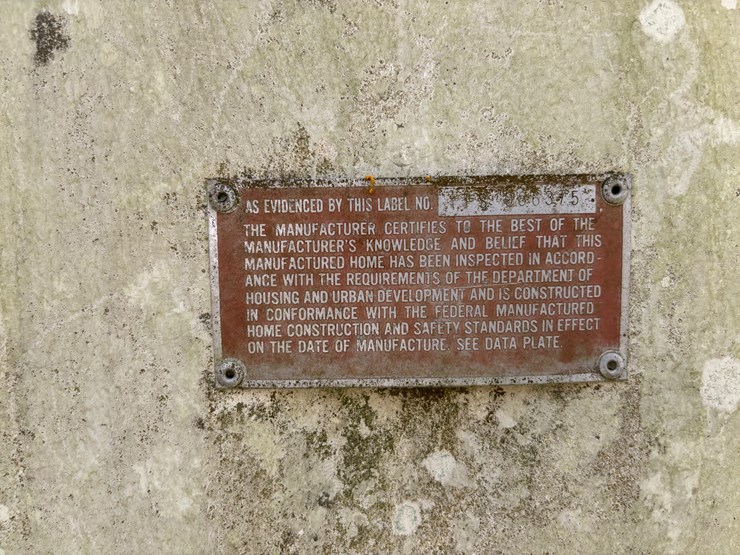 AS EVIDENCED BY THIS LABEL NO.
THE MANUFACTURER CERTIFIES TO THE BEST OF THE
MANUFACTURER'S KNOWLEDGE AND BELIEF THAT THIS
MANUFACTURED HOME HAS BEEN INSPECTED IN ACCORD-
ANCE WITH THE REQUIREMENTS OF THE DEPARTMENT OF
HOUSING AND URBAN DEVELOPMENT AND IS CONSTRUCTED
IN CONFORMANCE WITH THE FEDERAL MANUFACTURED
HOME CONSTRUCTION AND SAFETY STANDARDS IN EFFECT
ON THE DATE OF MANUFACTURE. SEE DATA PLATE